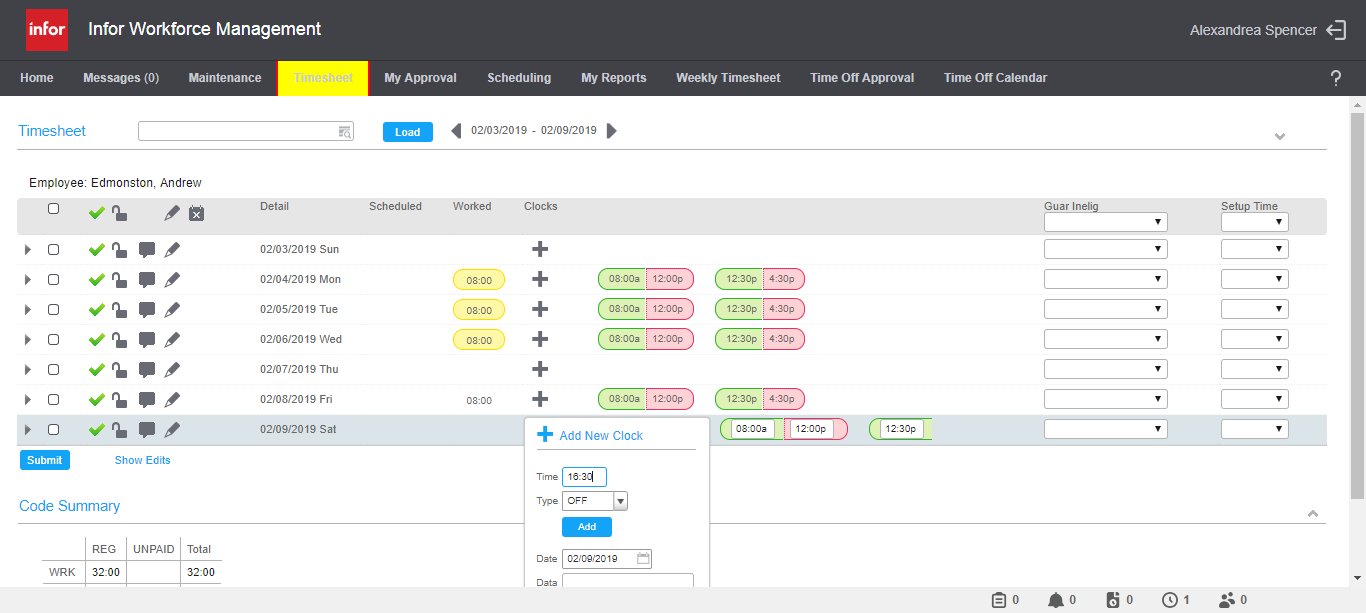 infor Infor Workforce Management Alexandrea Spencer
Home Messages (0) Maintenance Timesheet My Approval Scheduling My Reports Weekly Timesheet Time Off Approval Time Off Calendar ?
Timesheet Load 02/03/2019 - 02/09/2019
Employee: Edmonston, Andrew
Detail Scheduled Worked Clocks Guar Inelig Setup Time
02/03/2019 Sun
02/04/2019 Mon 08:00 08:00a 12:00p 12:30p 4:30p
02/05/2019 Tue 08:00 08:00a 12:00p 12:30p 4:30p
02/06/2019 Wed 08:00 08:00a 12:00p 12:30p 4:30p
02/07/2019 Thu
02/08/2019 Fri 08:00 08:00a 12:00p 12:30p 4:30p
02/09/2019 Sat 08:00a 12:00p 12:30p
Add New Clock
Submit Show Edits
Time 16:30
Type OFF
Add
Date 02/09/2019
Data
Code Summary
REG UNPAID Total
WRK 32:00 32:00
0 0 0 1 0